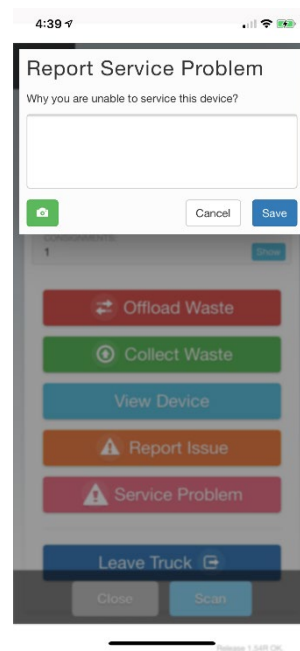 4:39
Report Service Problem
Why you are unable to service this device?
Cancel
Save
CONSIGNMENTS
1
Show
Offload Waste
Collect Waste
View Device
Report Issue
Service Problem
Leave Truck
Close
Scan